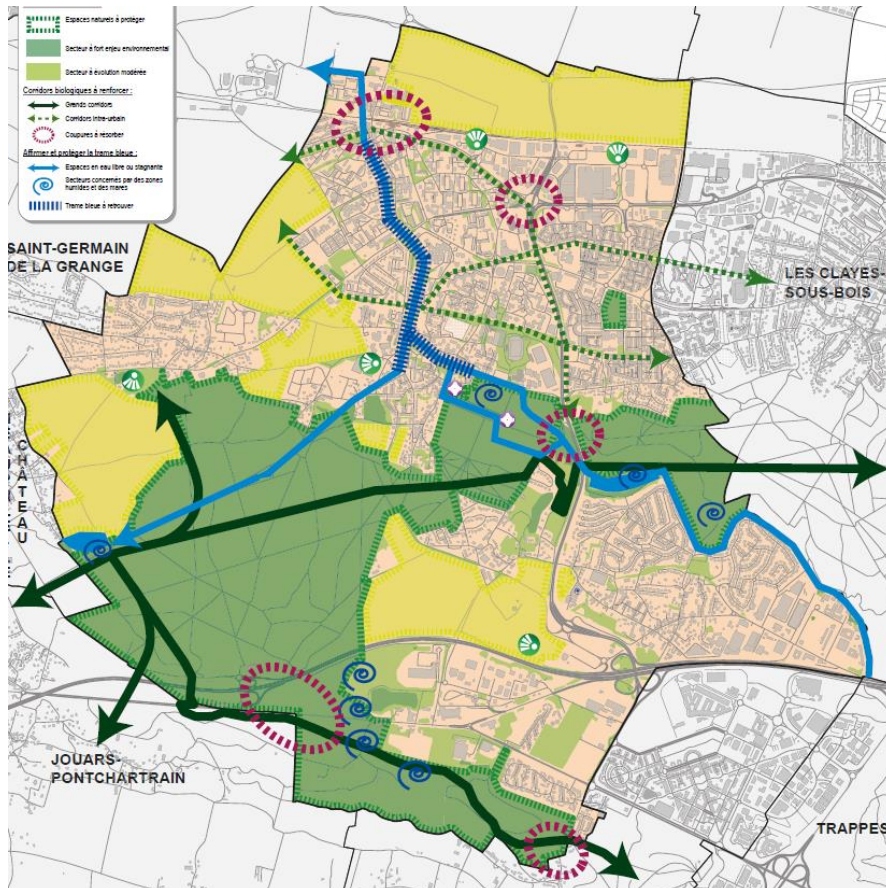 Espaces naturels à protéger
Secteur à fort enjeu environnemental
Secteur à évolution modérée
Corridors biologiques à renforcer :
Grands corridors
Corridors intra-urbain
Coupures à résorber
Affirmer et protéger la trame bleue :
Espaces en eau libre ou stagnante
Secteurs concernés par des zones
humides et des mares
Trame bleue à retrouver
SAINT-GERMAIN
DE LA GRANGE
LES CLAYES-
SOUS-BOIS
CHÂTEAU
JOUARS-
PONTCHARTRAIN
TRAPPES